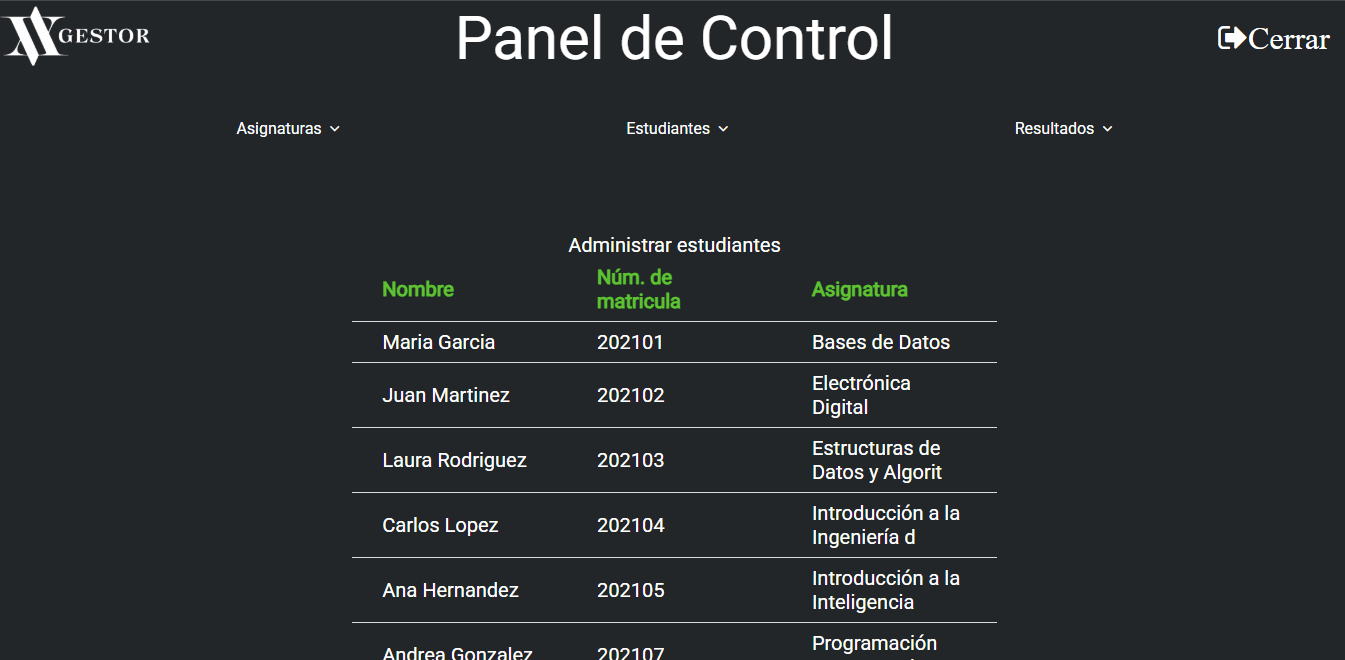 GESTOR
Panel de Control
Cerrar
Asignaturas
Estudiantes
Resultados
Administrar estudiantes
Nombre
Núm. de
matricula
Asignatura
Maria Garcia
202101
Bases de Datos
Juan Martinez
202102
Electrónica
Digital
Laura Rodriguez
202103
Estructuras de
Datos y Algorit
Carlos Lopez
202104
Introducción a la
Ingeniería d
Ana Hernandez
202105
Introducción a la
Inteligencia
Andrea Gonzalez
202107
Programación